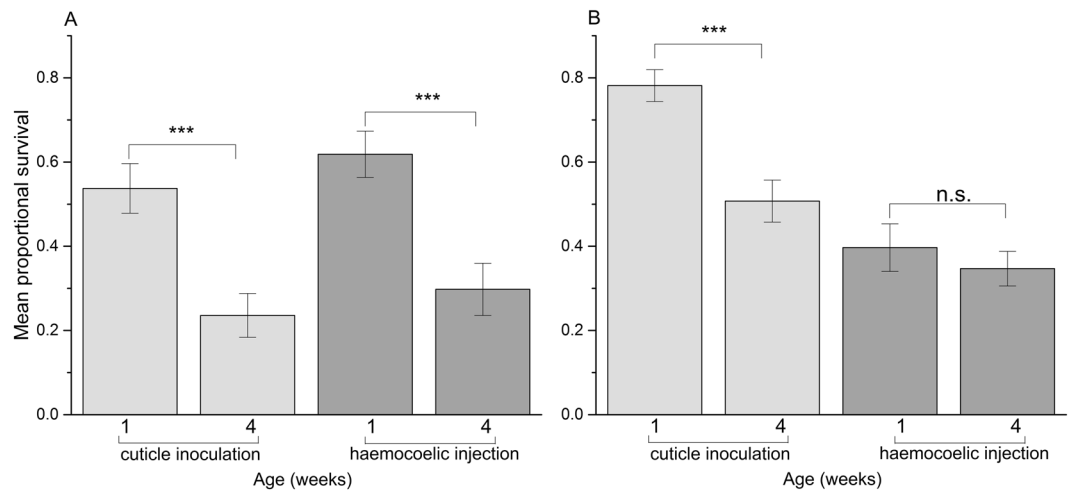 A
Mean proportional survival
0.8
0.6
0.4
0.2
0.0
***
***
1 4 1 4
cuticle inoculation haemocoelic injection
Age (weeks)
B
0.8
0.6
0.4
0.2
0.0
***
n.s.
1 4 1 4
cuticle inoculation haemocoelic injection
Age (weeks)